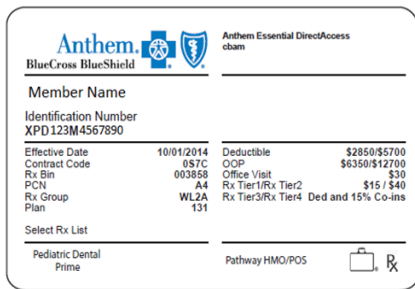 Anthem.
BlueCross BlueShield
Anthem Essential DirectAccess
cbam
Member Name
Identification Number
XPD123M4567890
Effective Date 10/01/2014
Contract Code 0S7C
Rx Bin 003858
PCN A4
Rx Group WL2A
Plan 131
Select Rx List
Deductible $2850/$5700
OOP $6350/$12700
Office Visit $30
Rx Tier1/Rx Tier2 $15 / $40
Rx Tier3/Rx Tier4 Ded and 15% Co-ins
Pediatric Dental
Prime
Pathway HMO/POS
Rx